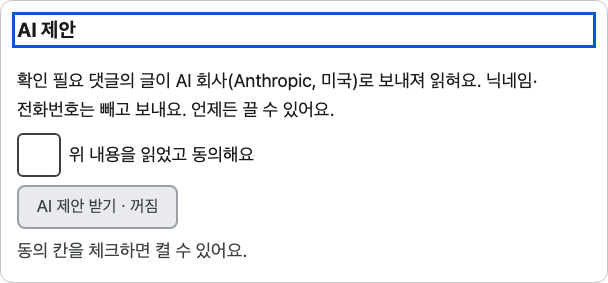 AI 제안
확인 필요 댓글의 글이 AI 회사(Anthropic, 미국)로 보내져 읽혀요. 닉네임·
전화번호는 빼고 보내요. 언제든 끌 수 있어요.
위 내용을 읽었고 동의해요
AI 제안 받기 · 꺼짐
동의 칸을 체크하면 켤 수 있어요.